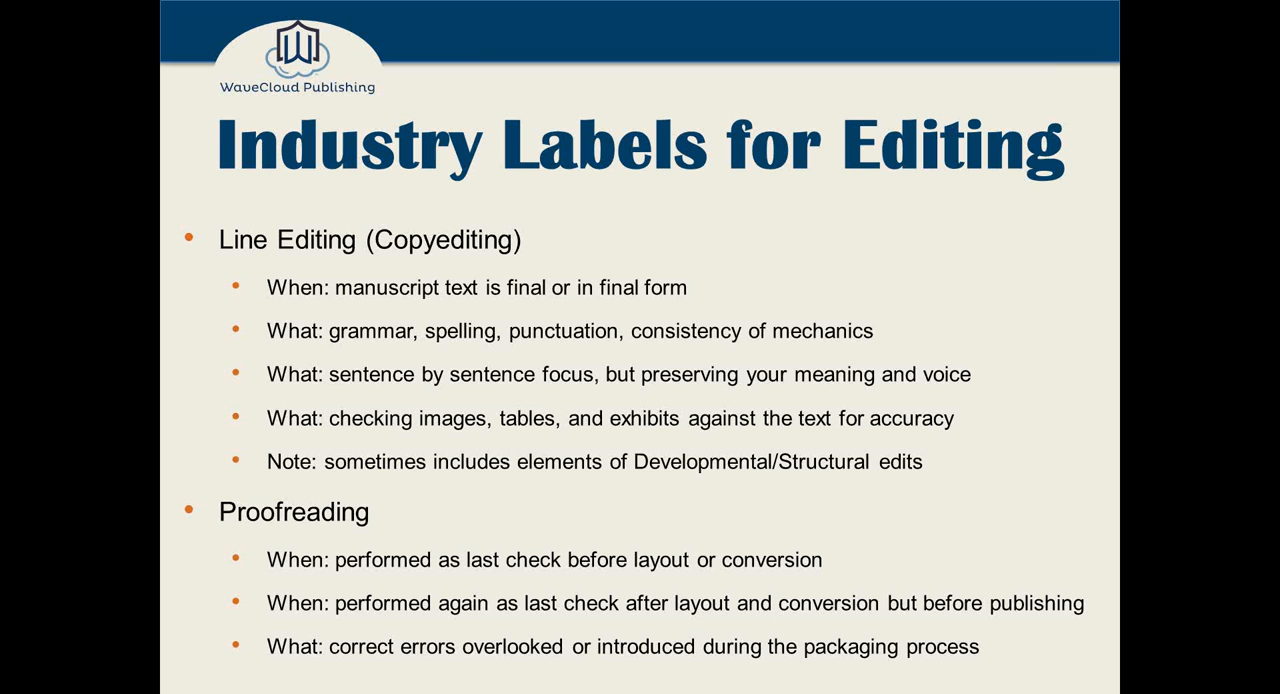 WaveCloud Publishing
Industry Labels for Editing
• Line Editing (Copyediting)
• When: manuscript text is final or in final form
• What: grammar, spelling, punctuation, consistency of mechanics
• What: sentence by sentence focus, but preserving your meaning and voice
• What: checking images, tables, and exhibits against the text for accuracy
• Note: sometimes includes elements of Developmental/Structural edits
• Proofreading
• When: performed as last check before layout or conversion
• When: performed again as last check after layout and conversion but before publishing
• What: correct errors overlooked or introduced during the packaging process